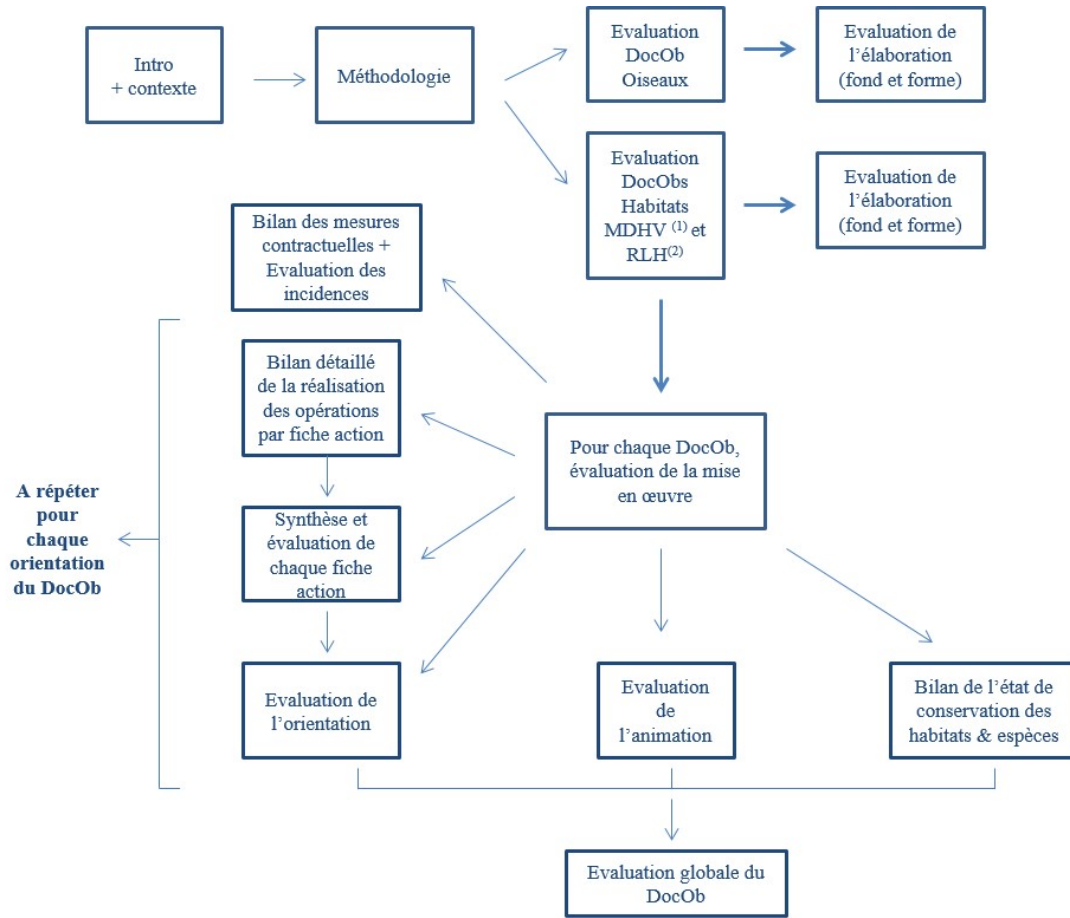 Intro
+ contexte
Méthodologie
Evaluation
DocOb
Oiseaux
Evaluation de
l’élaboration
(fond et forme)
Evaluation
DocObs
Habitats
MDHV (1) et
RLH(2)
Evaluation de
l’élaboration
(fond et forme)
Bilan des mesures
contractuelles +
Evaluation des
incidences
Bilan détaillé
de la réalisation
des opérations
par fiche action
Pour chaque DocOb,
évaluation de la mise
en œuvre
A répéter
pour
chaque
orientation
du DocOb
Synthèse et
évaluation de
chaque fiche
action
Evaluation de
l’orientation
Evaluation
de
l’animation
Bilan de l’état de
conservation des
habitats & espèces
Evaluation globale du
DocOb